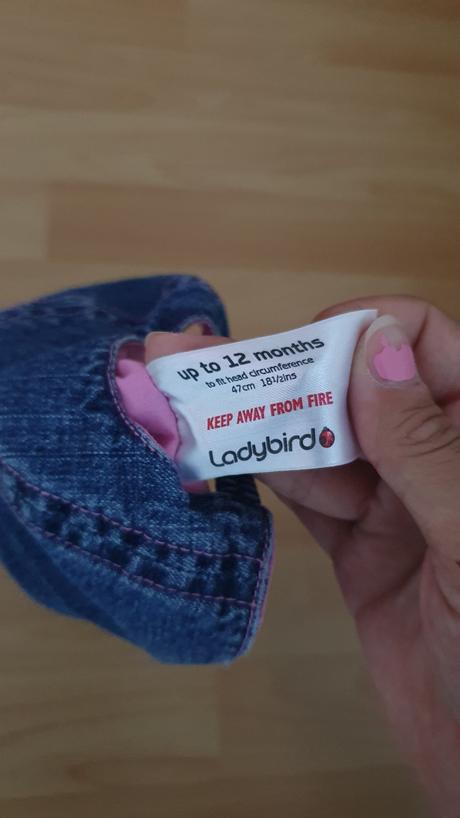 up to 12 months
to fit head circumference
47cm 181/2ins
KEEP AWAY FROM FIRE
Ladybird